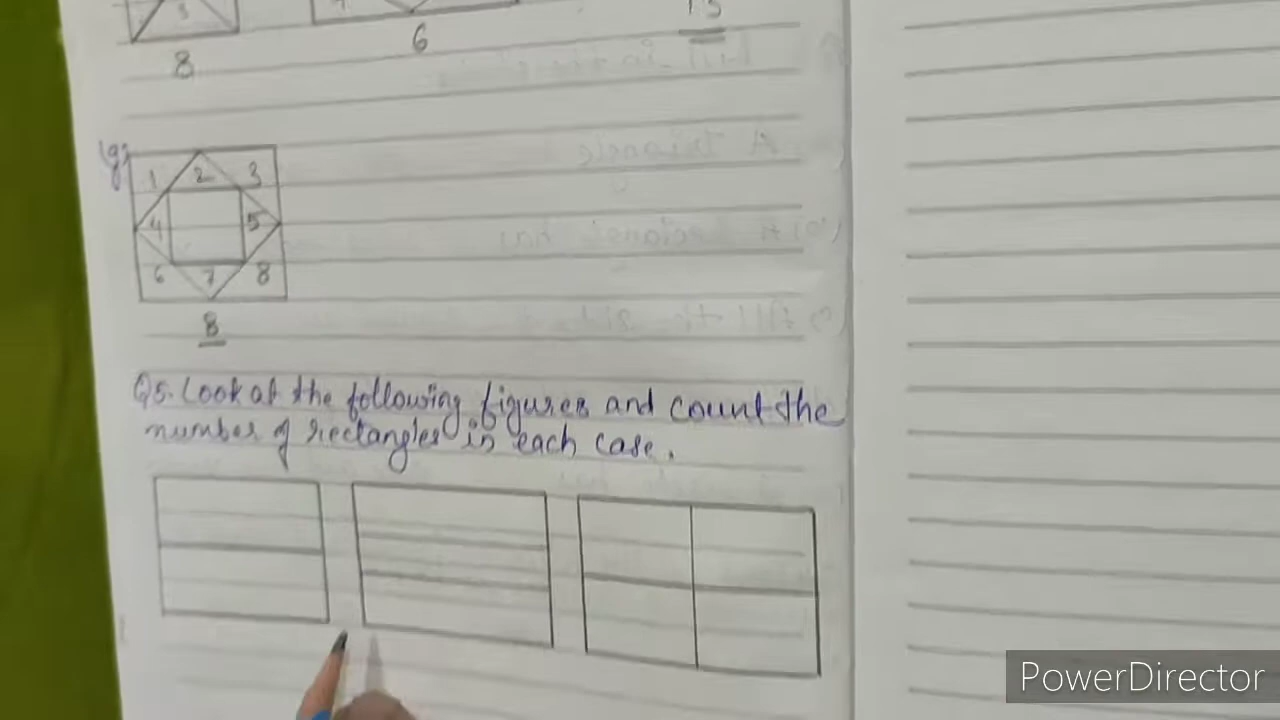 8
6
15
(g)
1 2 3
4 5
6 7 8
8
Q5. Look at the following figures and count the
number of rectangles in each case.
PowerDirector